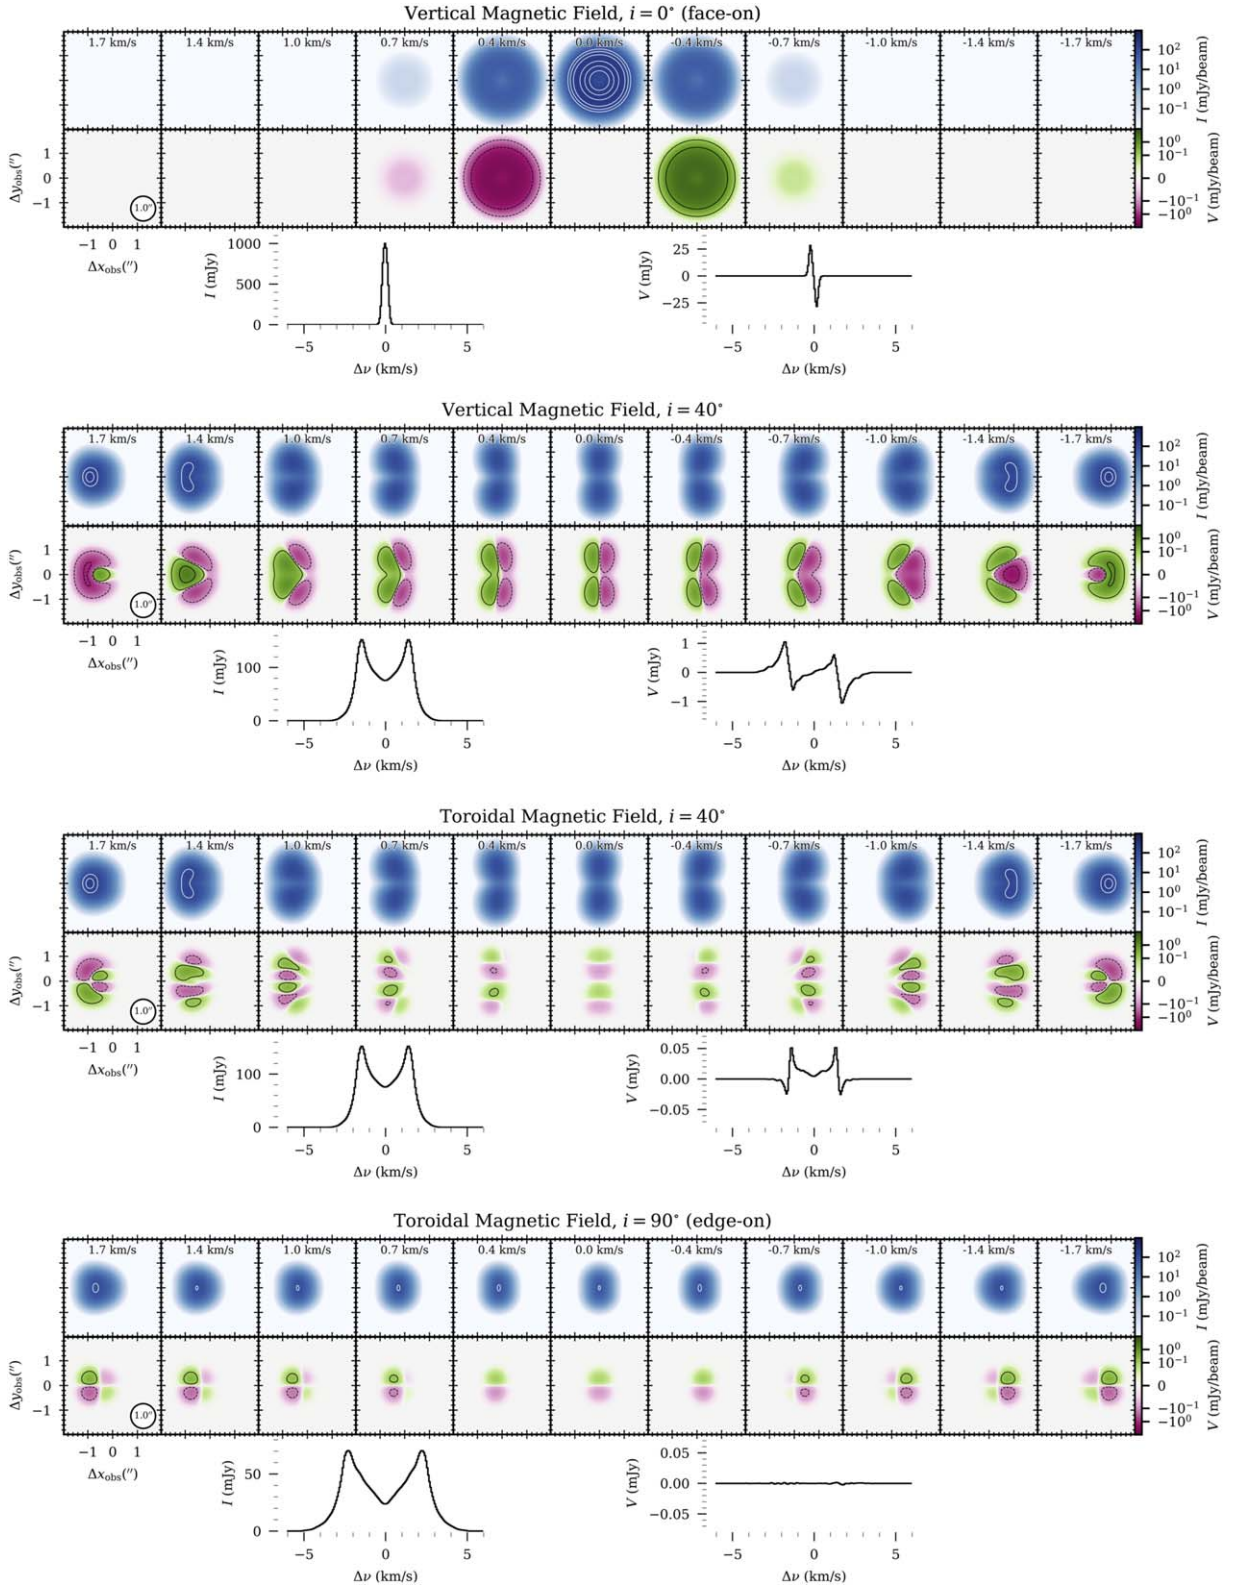 Vertical Magnetic Field, i = 0° (face-on)
1.7 km/s 1.4 km/s 1.0 km/s 0.7 km/s 0.4 km/s 0.0 km/s -0.4 km/s -0.7 km/s -1.0 km/s -1.4 km/s -1.7 km/s
10² 10¹ 10⁰ 10⁻¹ I (mJy/beam)
Δy_obs(″) 1 0 −1
1.0″
10⁰ 10⁻¹ 0 −10⁻¹ −10⁰ V (mJy/beam)
−1 0 1
Δx_obs(″)
I (mJy) 1000 500 0
−5 0 5
Δν (km/s)
V (mJy) 25 0 −25
−5 0 5
Δν (km/s)
Vertical Magnetic Field, i = 40°
1.7 km/s 1.4 km/s 1.0 km/s 0.7 km/s 0.4 km/s 0.0 km/s -0.4 km/s -0.7 km/s -1.0 km/s -1.4 km/s -1.7 km/s
10² 10¹ 10⁰ 10⁻¹ I (mJy/beam)
Δy_obs(″) 1 0 −1
1.0″
10⁰ 10⁻¹ 0 −10⁻¹ −10⁰ V (mJy/beam)
−1 0 1
Δx_obs(″)
I (mJy) 100 0
−5 0 5
Δν (km/s)
V (mJy) 1 0 −1
−5 0 5
Δν (km/s)
Toroidal Magnetic Field, i = 40°
1.7 km/s 1.4 km/s 1.0 km/s 0.7 km/s 0.4 km/s 0.0 km/s -0.4 km/s -0.7 km/s -1.0 km/s -1.4 km/s -1.7 km/s
10² 10¹ 10⁰ 10⁻¹ I (mJy/beam)
Δy_obs(″) 1 0 −1
1.0″
10⁰ 10⁻¹ 0 −10⁻¹ −10⁰ V (mJy/beam)
−1 0 1
Δx_obs(″)
I (mJy) 100 0
−5 0 5
Δν (km/s)
V (mJy) 0.05 0.00 −0.05
−5 0 5
Δν (km/s)
Toroidal Magnetic Field, i = 90° (edge-on)
1.7 km/s 1.4 km/s 1.0 km/s 0.7 km/s 0.4 km/s 0.0 km/s -0.4 km/s -0.7 km/s -1.0 km/s -1.4 km/s -1.7 km/s
10² 10¹ 10⁰ 10⁻¹ I (mJy/beam)
Δy_obs(″) 1 0 −1
1.0″
10⁰ 10⁻¹ 0 −10⁻¹ −10⁰ V (mJy/beam)
−1 0 1
Δx_obs(″)
I (mJy) 50 0
−5 0 5
Δν (km/s)
V (mJy) 0.05 0.00 −0.05
−5 0 5
Δν (km/s)